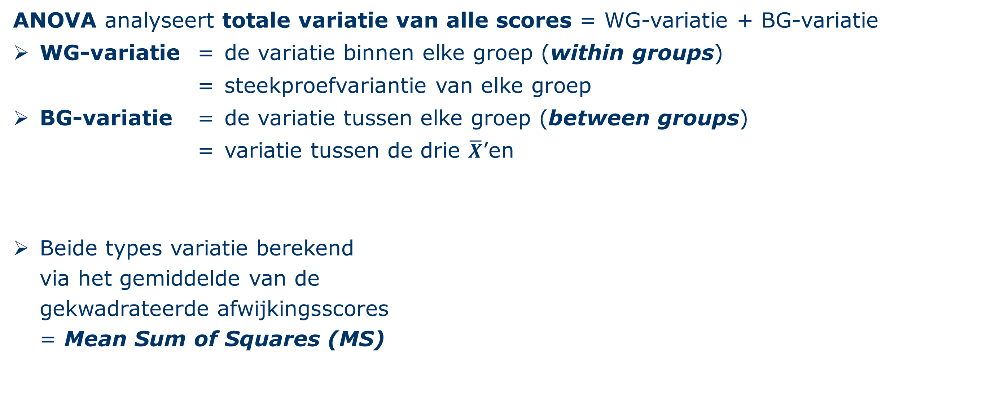 ANOVA analyseert totale variatie van alle scores = WG-variatie + BG-variatie
➢ WG-variatie = de variatie binnen elke groep (within groups)
= steekproefvariantie van elke groep
➢ BG-variatie = de variatie tussen elke groep (between groups)
= variatie tussen de drie X̅’en
➢ Beide types variatie berekend
via het gemiddelde van de
gekwadrateerde afwijkingsscores
= Mean Sum of Squares (MS)